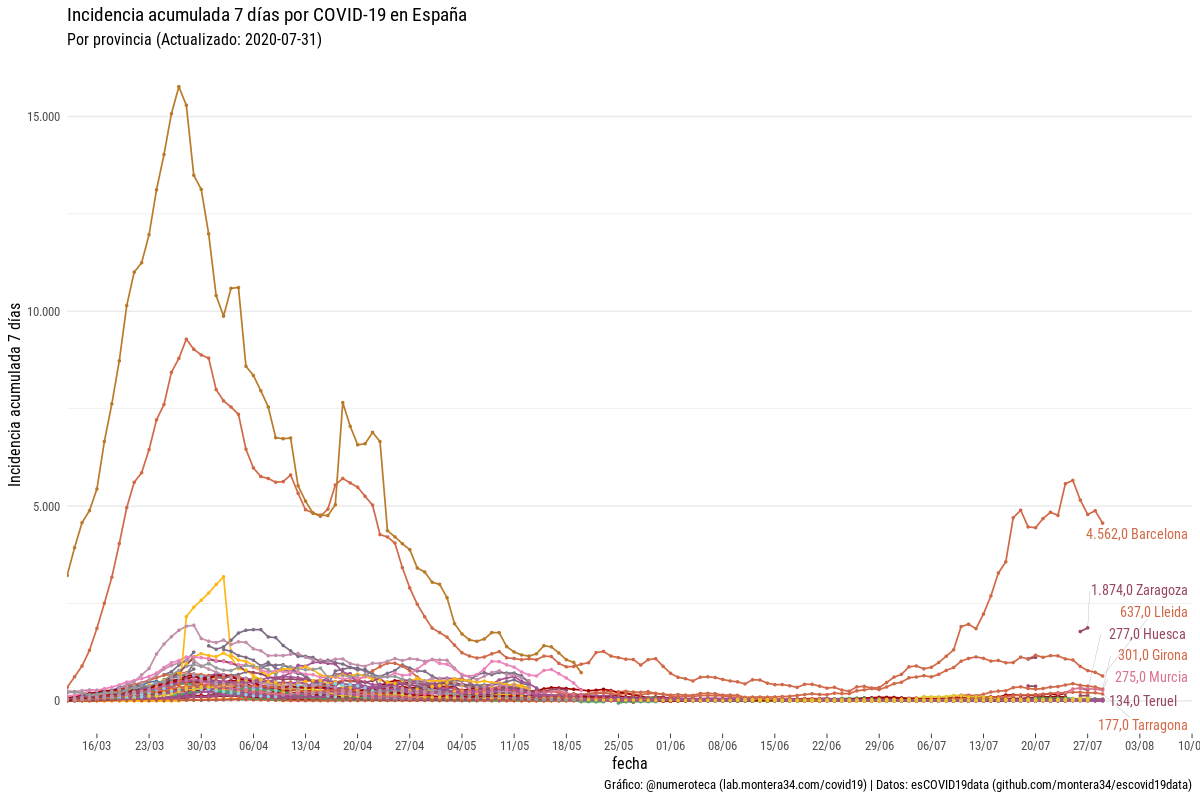 Incidencia acumulada 7 días por COVID-19 en España
Por provincia (Actualizado: 2020-07-31)
Incidencia acumulada 7 días
15.000
10.000
5.000
0
4.562,0 Barcelona
1.874,0 Zaragoza
637,0 Lleida
277,0 Huesca
301,0 Girona
275,0 Murcia
134,0 Teruel
177,0 Tarragona
16/03 23/03 30/03 06/04 13/04 20/04 27/04 04/05 11/05 18/05 25/05 01/06 08/06 15/06 22/06 29/06 06/07 13/07 20/07 27/07 03/08 10/0
fecha
Gráfico: @numeroteca (lab.montera34.com/covid19) | Datos: esCOVID19data (github.com/montera34/escovid19data)